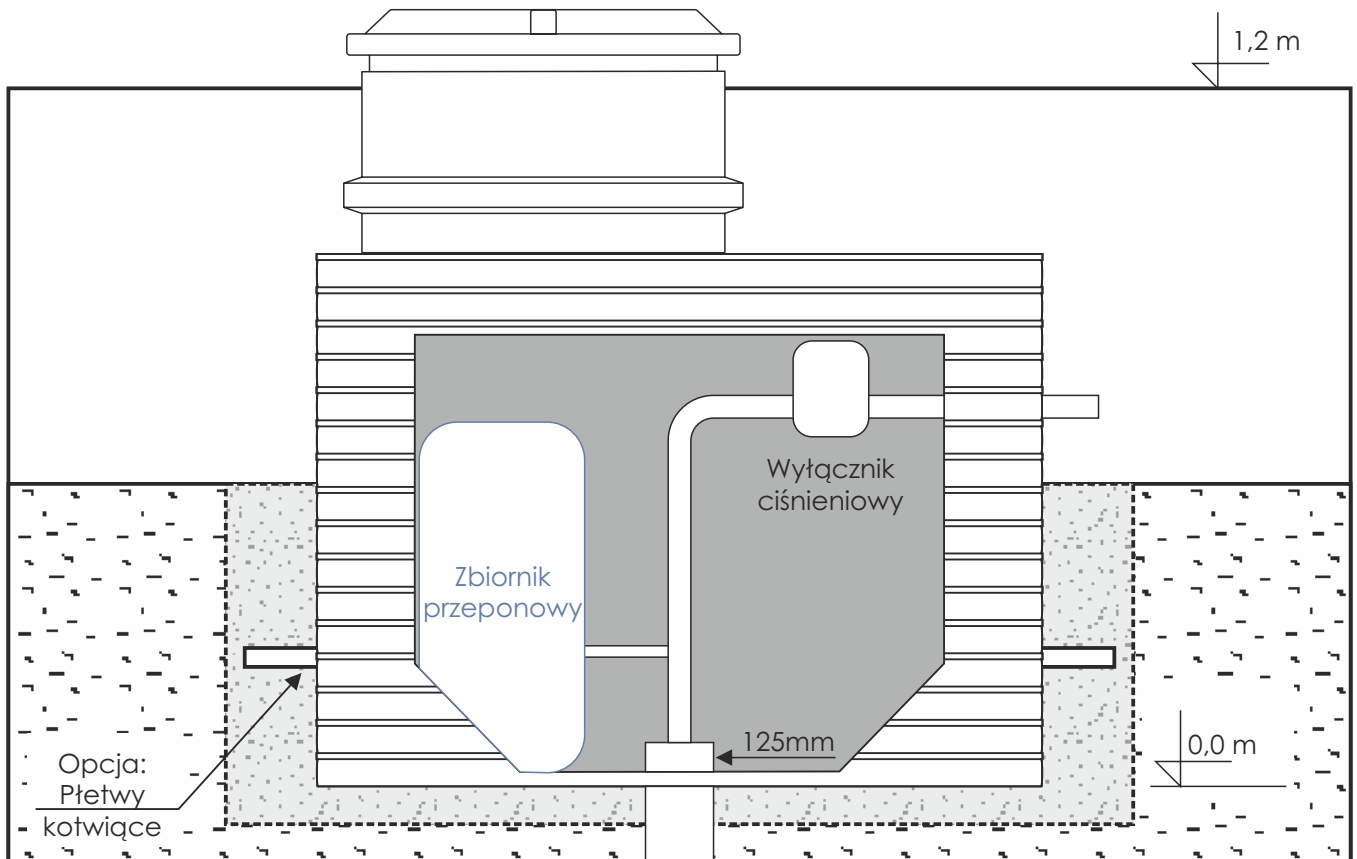 1,2 m
Wyłącznik
ciśnieniowy
Zbiornik
przeponowy
125mm
0,0 m
Opcja:
Płetwy
kotwiące